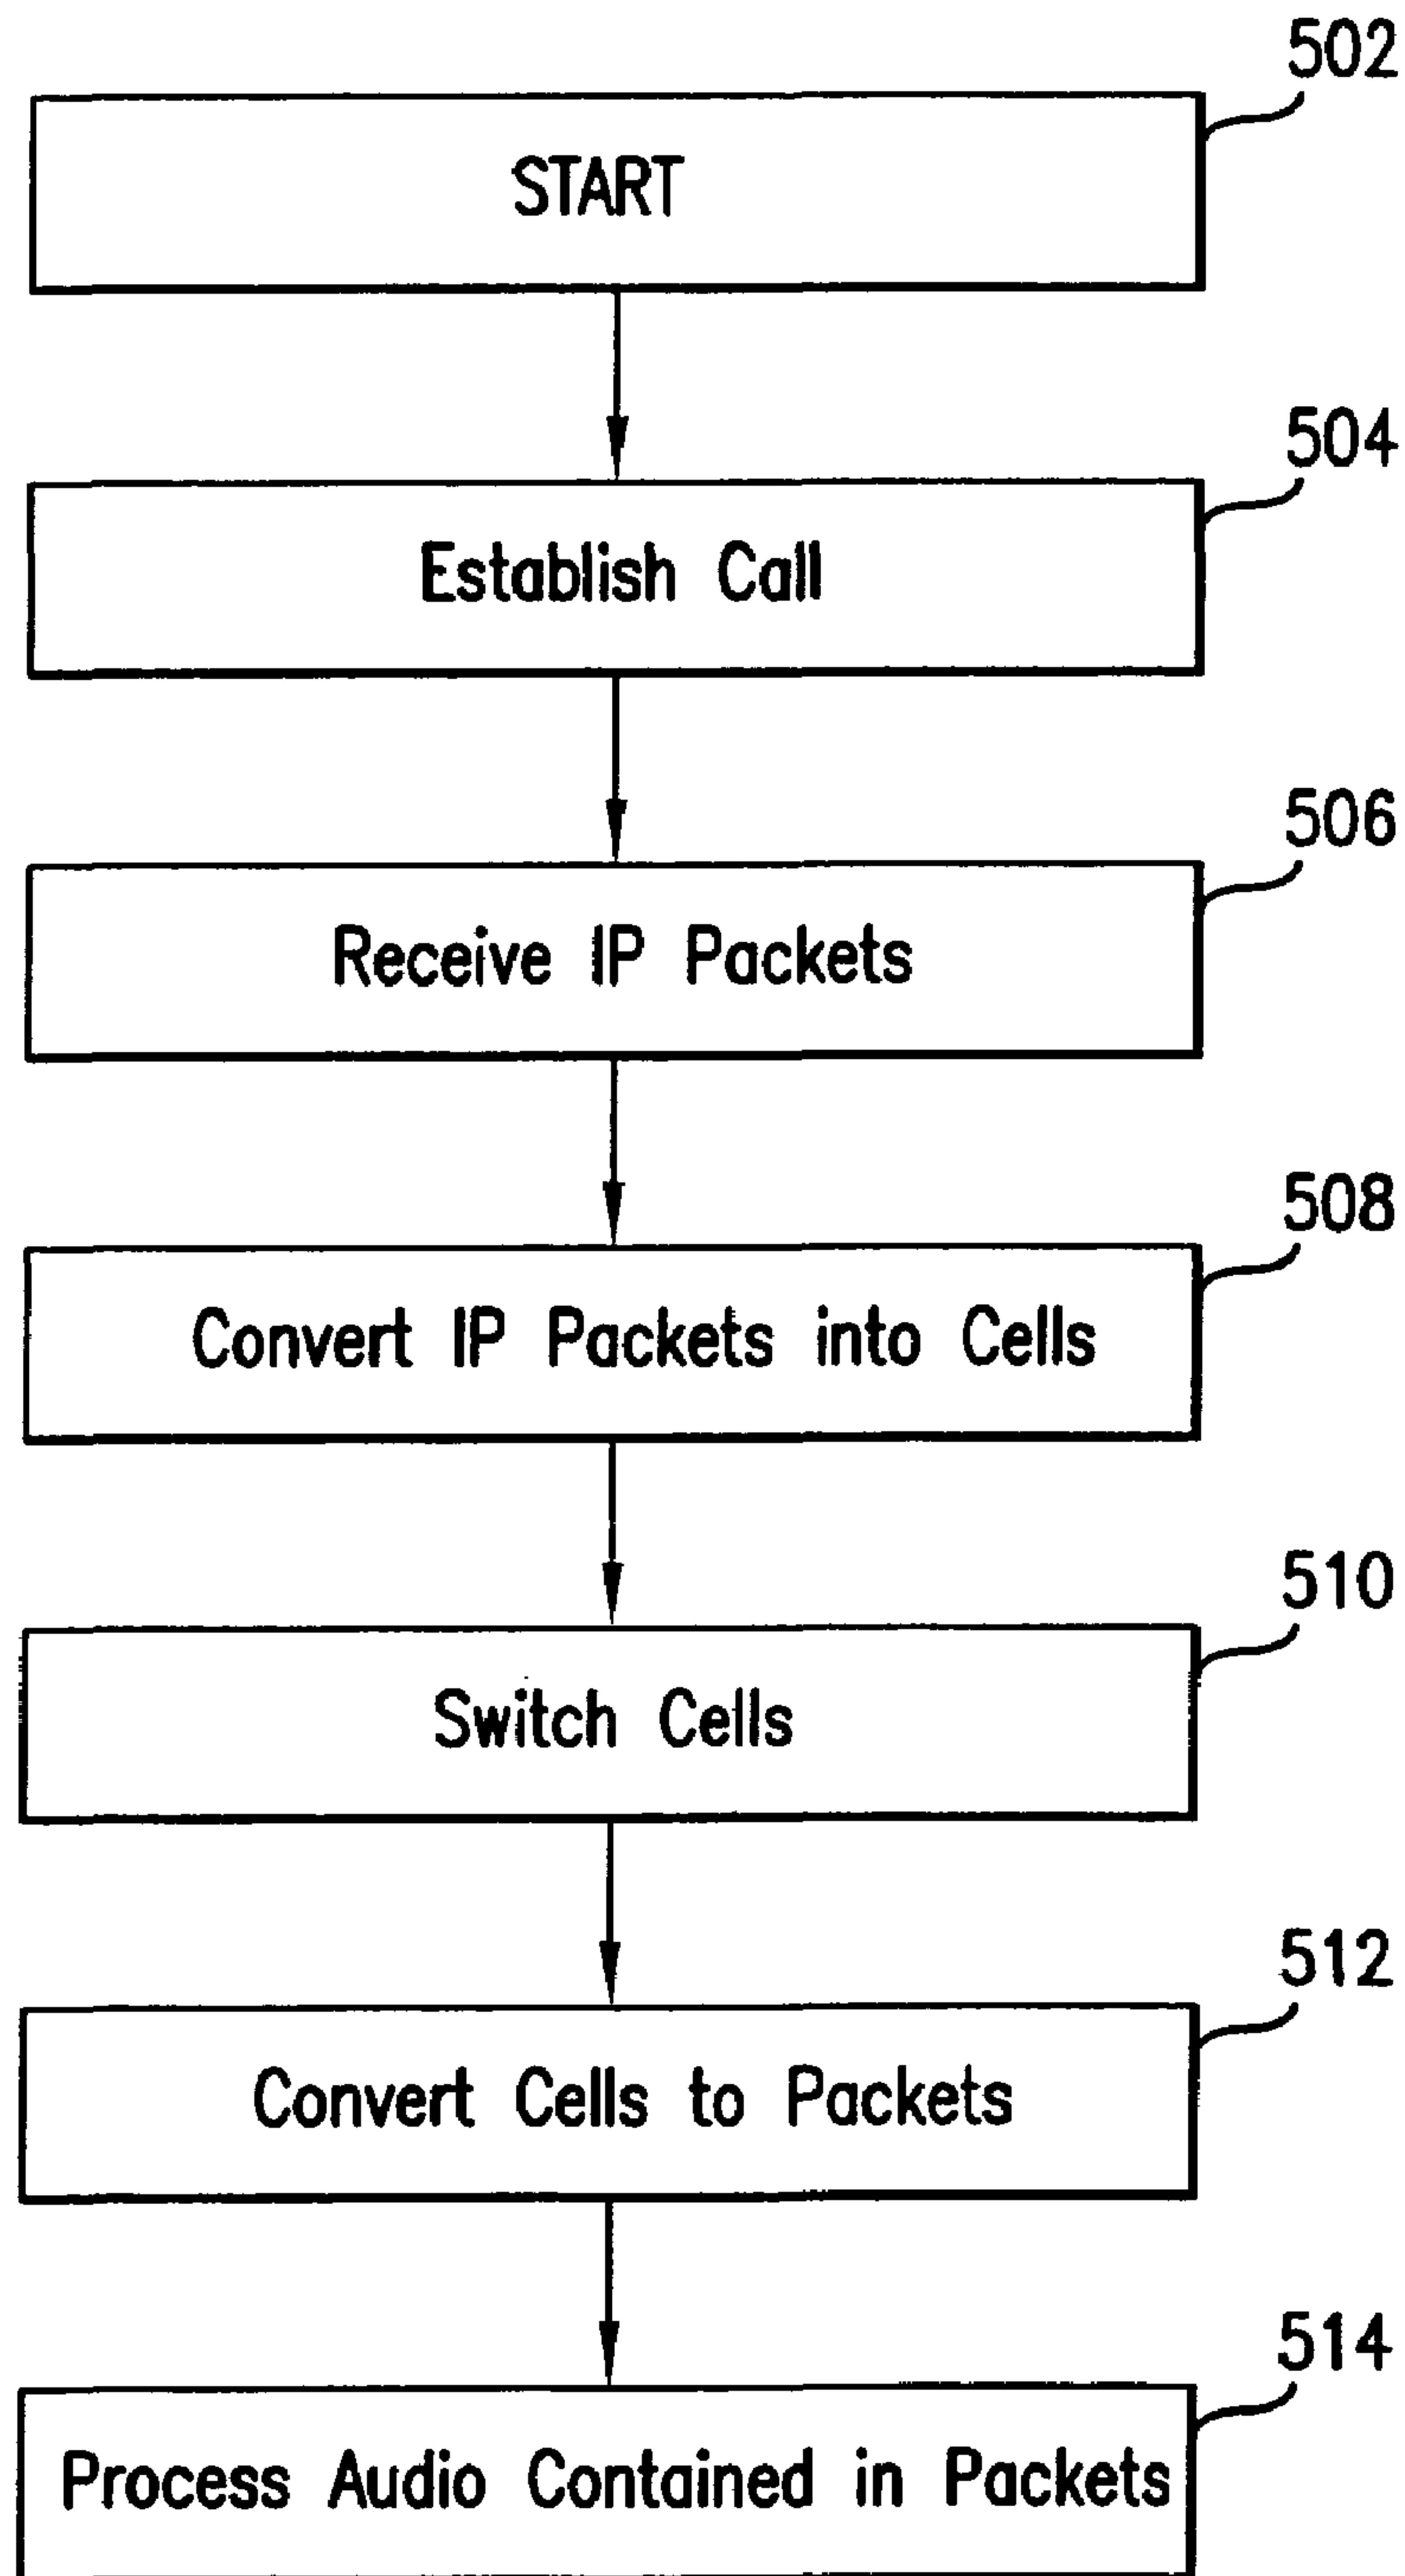 502
START
504
Establish Call
506
Receive IP Packets
508
Convert IP Packets into Cells
510
Switch Cells
512
Convert Cells to Packets
514
Process Audio Contained in Packets